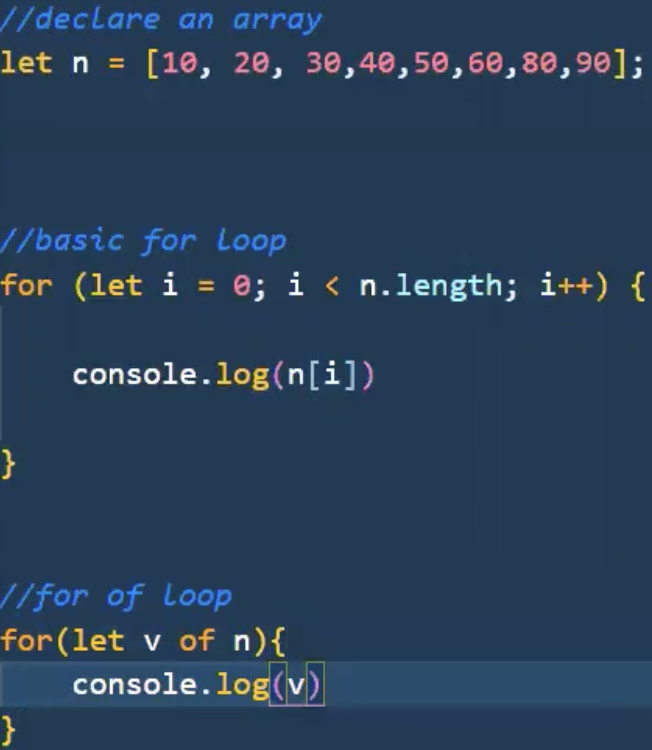 //declare an array
let n = [10, 20, 30,40,50,60,80,90];
//basic for loop
for (let i = 0; i < n.length; i++) {
    console.log(n[i])
}
//for of loop
for(let v of n){
    console.log(v)
}